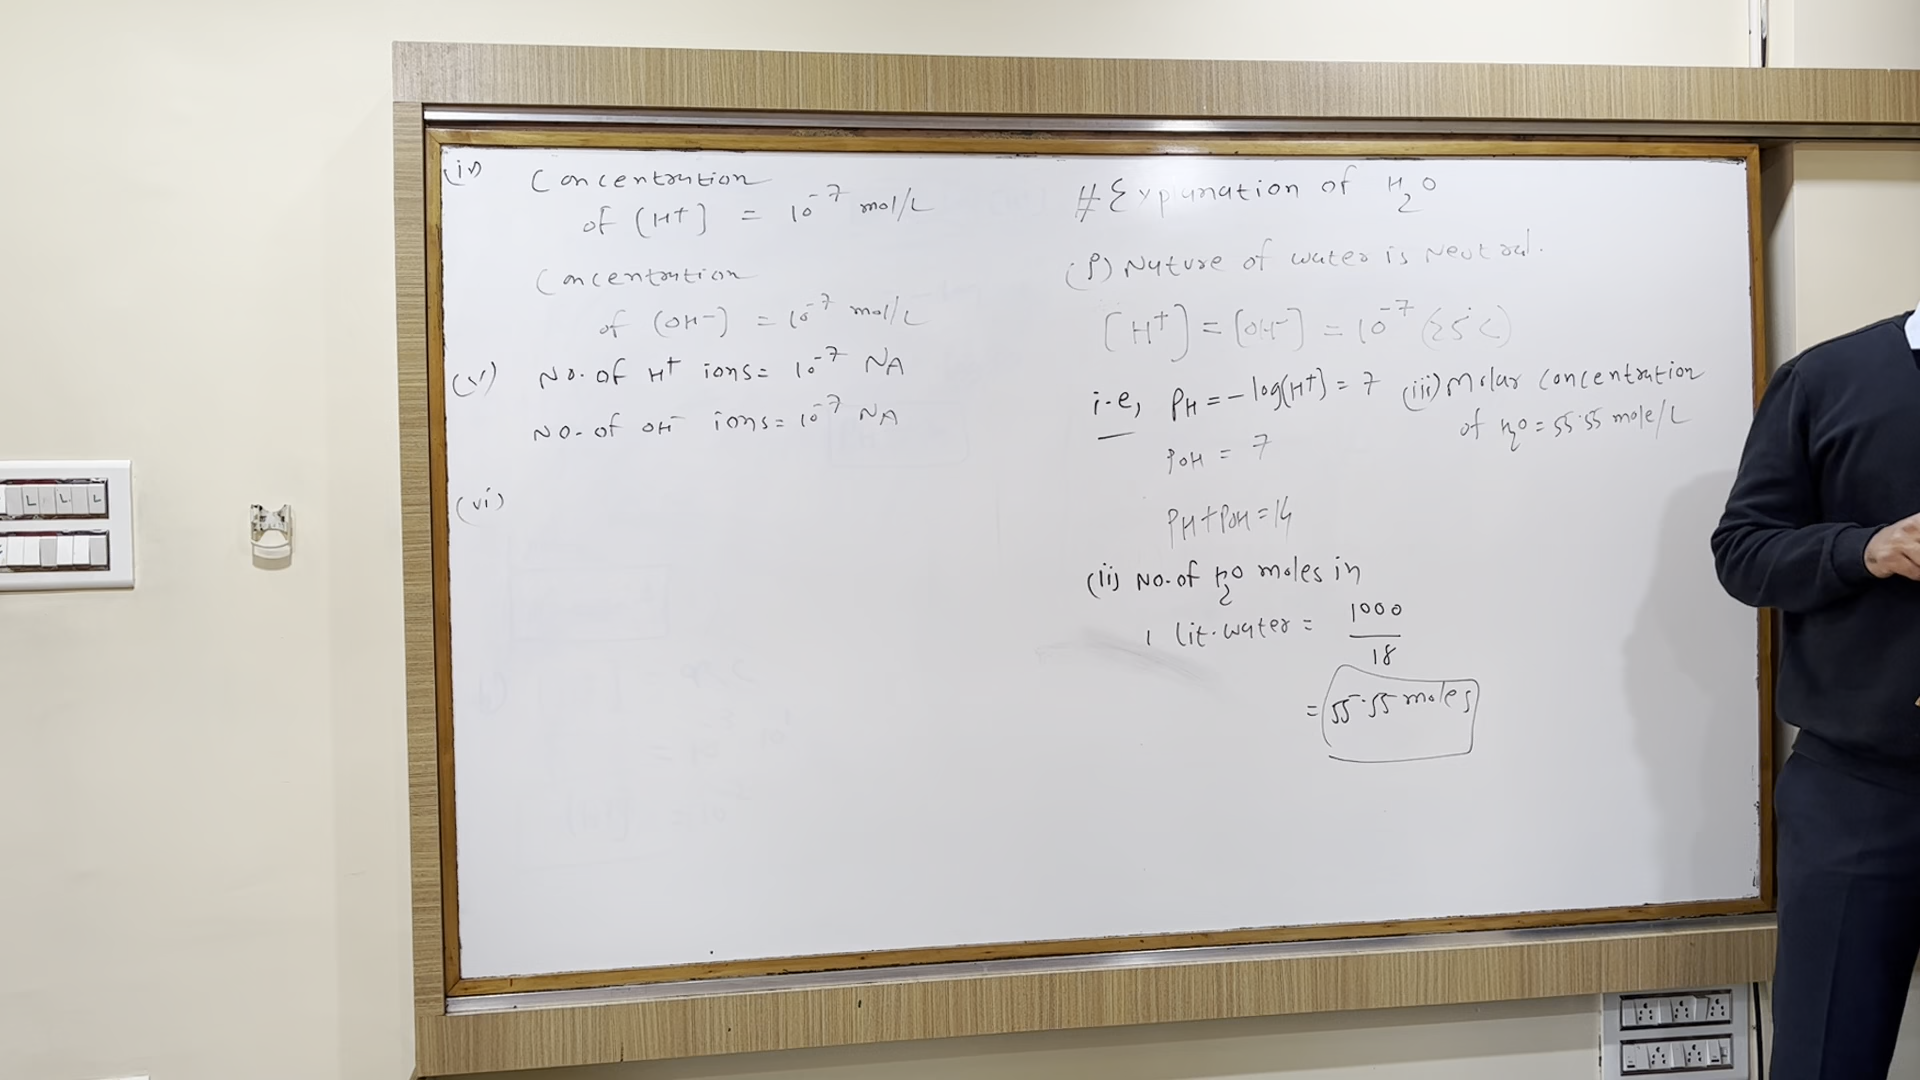 # Explanation of H2O
(i) Nature of water is Neutral.
[H+] = [OH-] = 10^-7 (25°C)
i.e, PH = - log(H+) = 7
POH = 7
PH + POH = 14
(ii) No. of H2O moles in
1 lit. water = 1000/18
= 55.55 moles
(iii) Molar concentration
of H2O = 55.55 mole/L
(iv) Concentration
of (H+] = 10^-7 mol/L
Concentration
of (OH-) = 10^-7 mol/L
(v) No. of H+ ions = 10^-7 NA
NO. of OH- ions = 10^-7 NA
(vi)